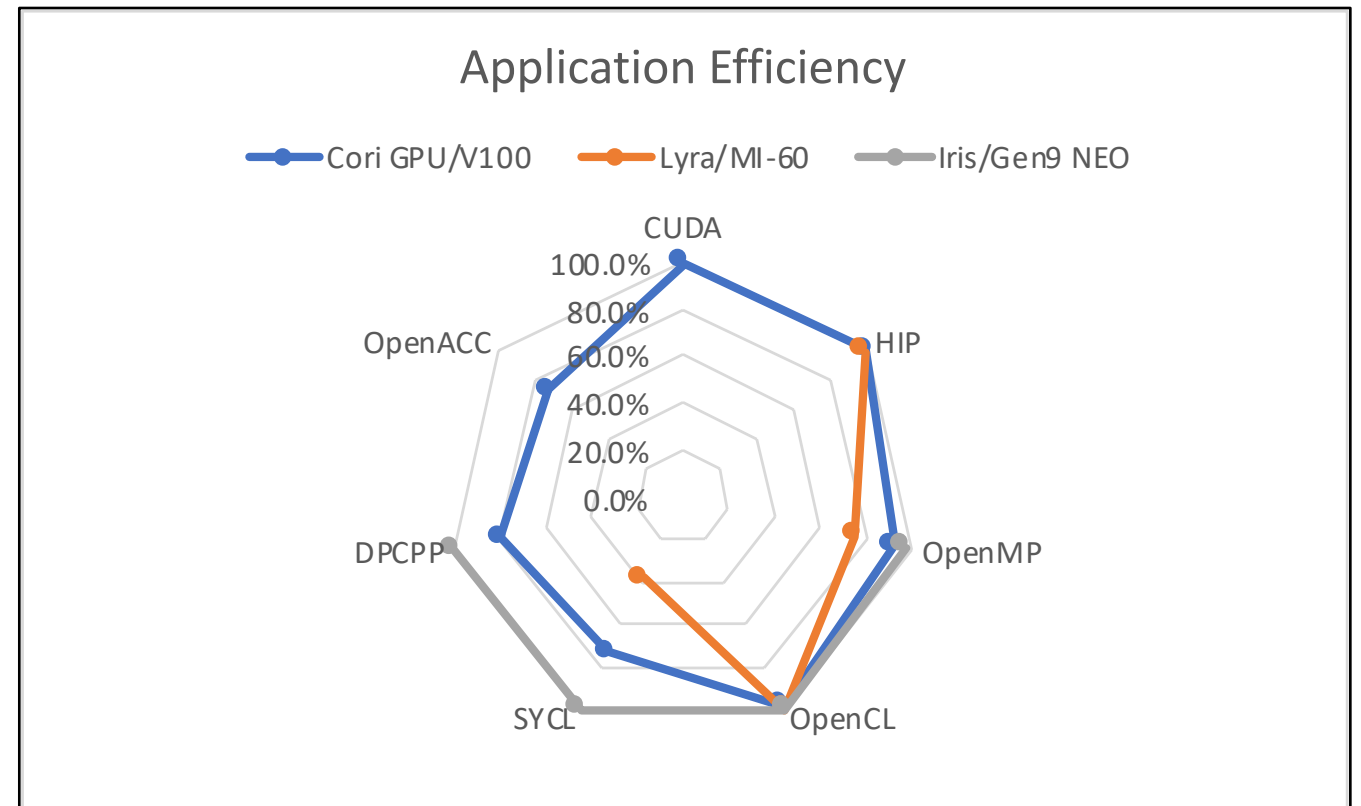 Application Efficiency
Cori GPU/V100 Lyra/MI-60 Iris/Gen9 NEO
CUDA
100.0%
80.0%
OpenACC HIP
60.0%
40.0%
20.0%
0.0%
DPCPP OpenMP
SYCL OpenCL